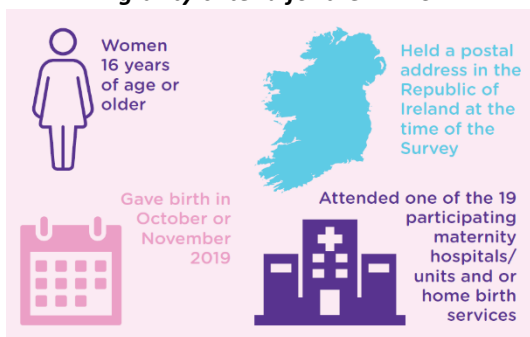 Women
16 years
of age or
older
Held a postal
address in the
Republic of
Ireland at the
time of the
Survey
Gave birth in
October or
November
2019
Attended one of the 19
participating
maternity
hospitals/
units and or
home birth
services